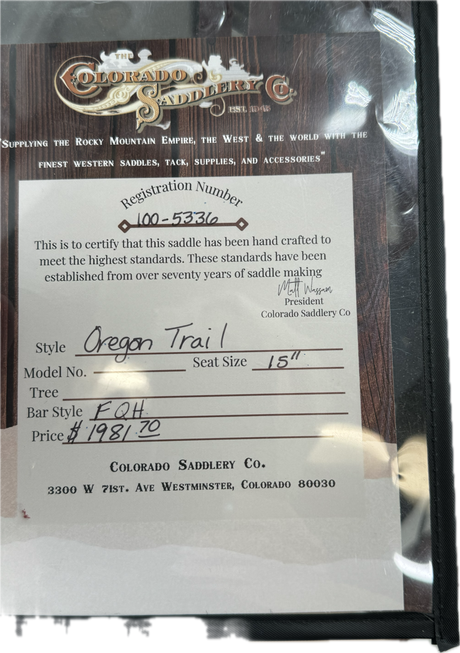 THE
COLORADO
SADDLERY CO.
EST. 1945
"SUPPLYING THE ROCKY MOUNTAIN EMPIRE, THE WEST & THE WORLD WITH THE
FINEST WESTERN SADDLES, TACK, SUPPLIES, AND ACCESSORIES"
Registration Number
100-5336
This is to certify that this saddle has been hand crafted to
meet the highest standards. These standards have been
established from over seventy years of saddle making
President
Colorado Saddlery Co
Style Oregon Trail
Model No. Seat Size 15"
Tree
Bar Style FQH
Price $1981.70
COLORADO SADDLERY CO.
3300 W 71ST. AVE WESTMINSTER, COLORADO 80030